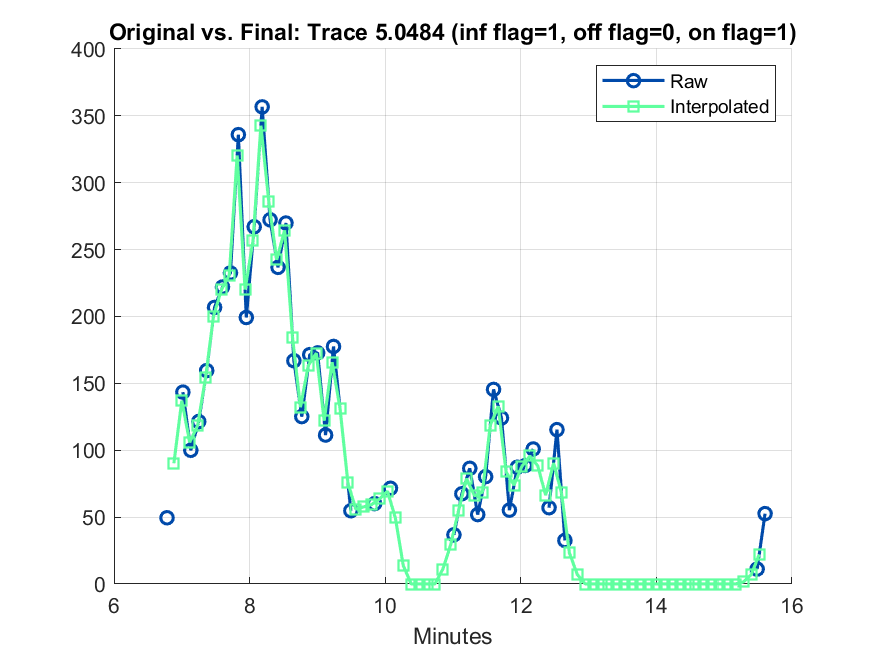 Original vs. Final: Trace 5.0484 (inf flag=1, off flag=0, on flag=1)
400
350
300
250
200
150
100
50
0
Raw
Interpolated
6 8 10 12 14 16
Minutes